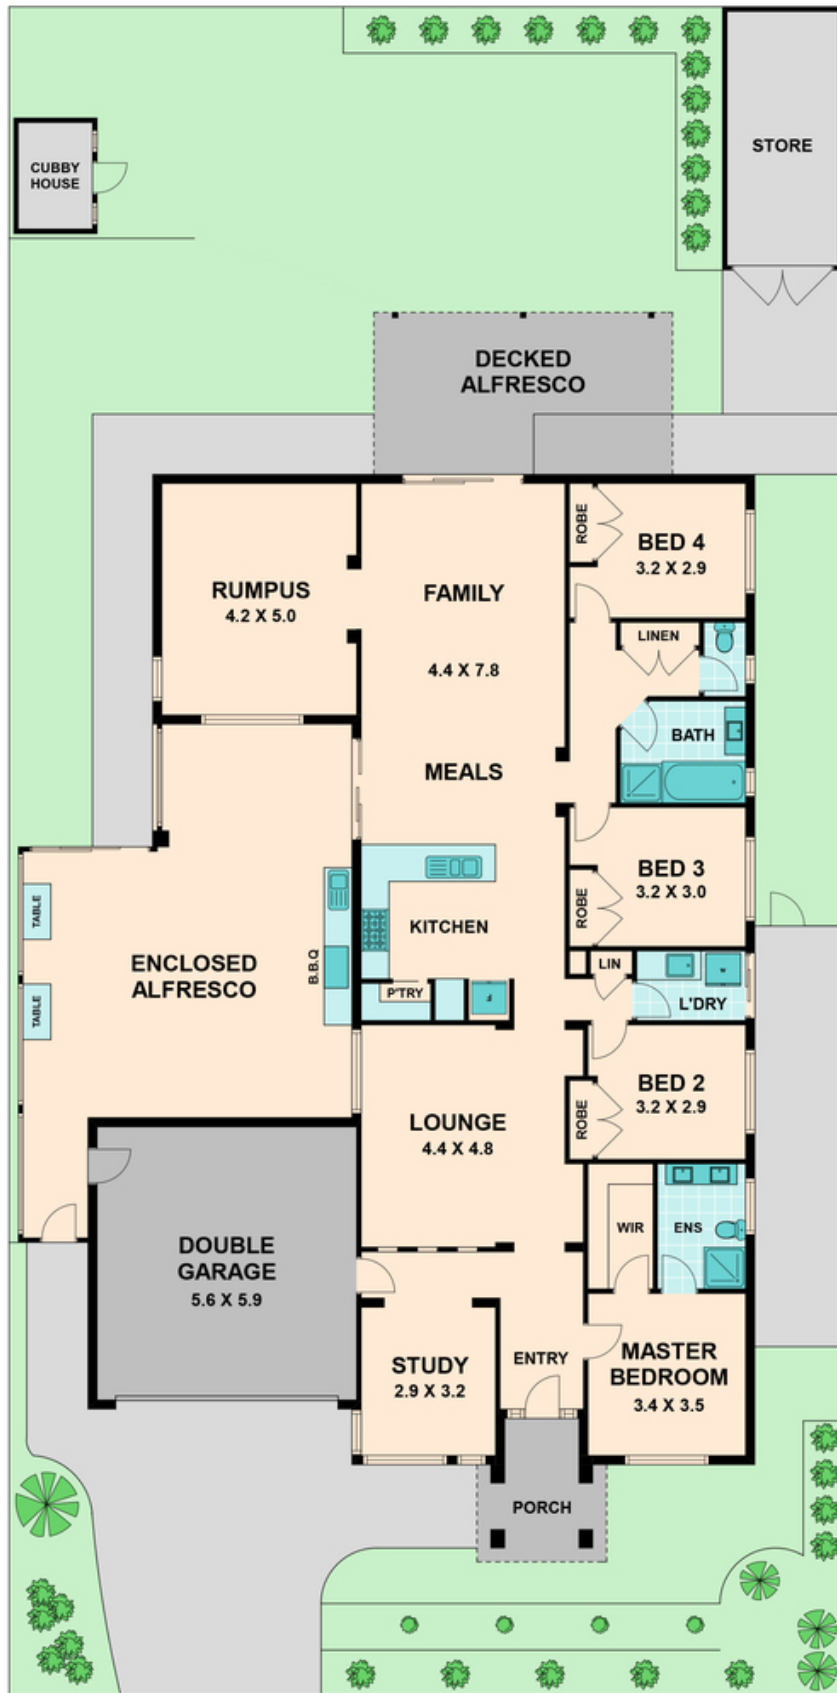 CUBBY
HOUSE
STORE
DECKED
ALFRESCO
ROBE
BED 4
3.2 X 2.9
RUMPUS
4.2 X 5.0
FAMILY
4.4 X 7.8
LINEN
BATH
MEALS
BED 3
3.2 X 3.0
ROBE
TABLE
KITCHEN
ENCLOSED
ALFRESCO
B.B.Q
LIN
P'TRY
F
L'DRY
TABLE
BED 2
3.2 X 2.9
ROBE
LOUNGE
4.4 X 4.8
WIR
ENS
DOUBLE
GARAGE
5.6 X 5.9
STUDY
2.9 X 3.2
ENTRY
MASTER
BEDROOM
3.4 X 3.5
PORCH